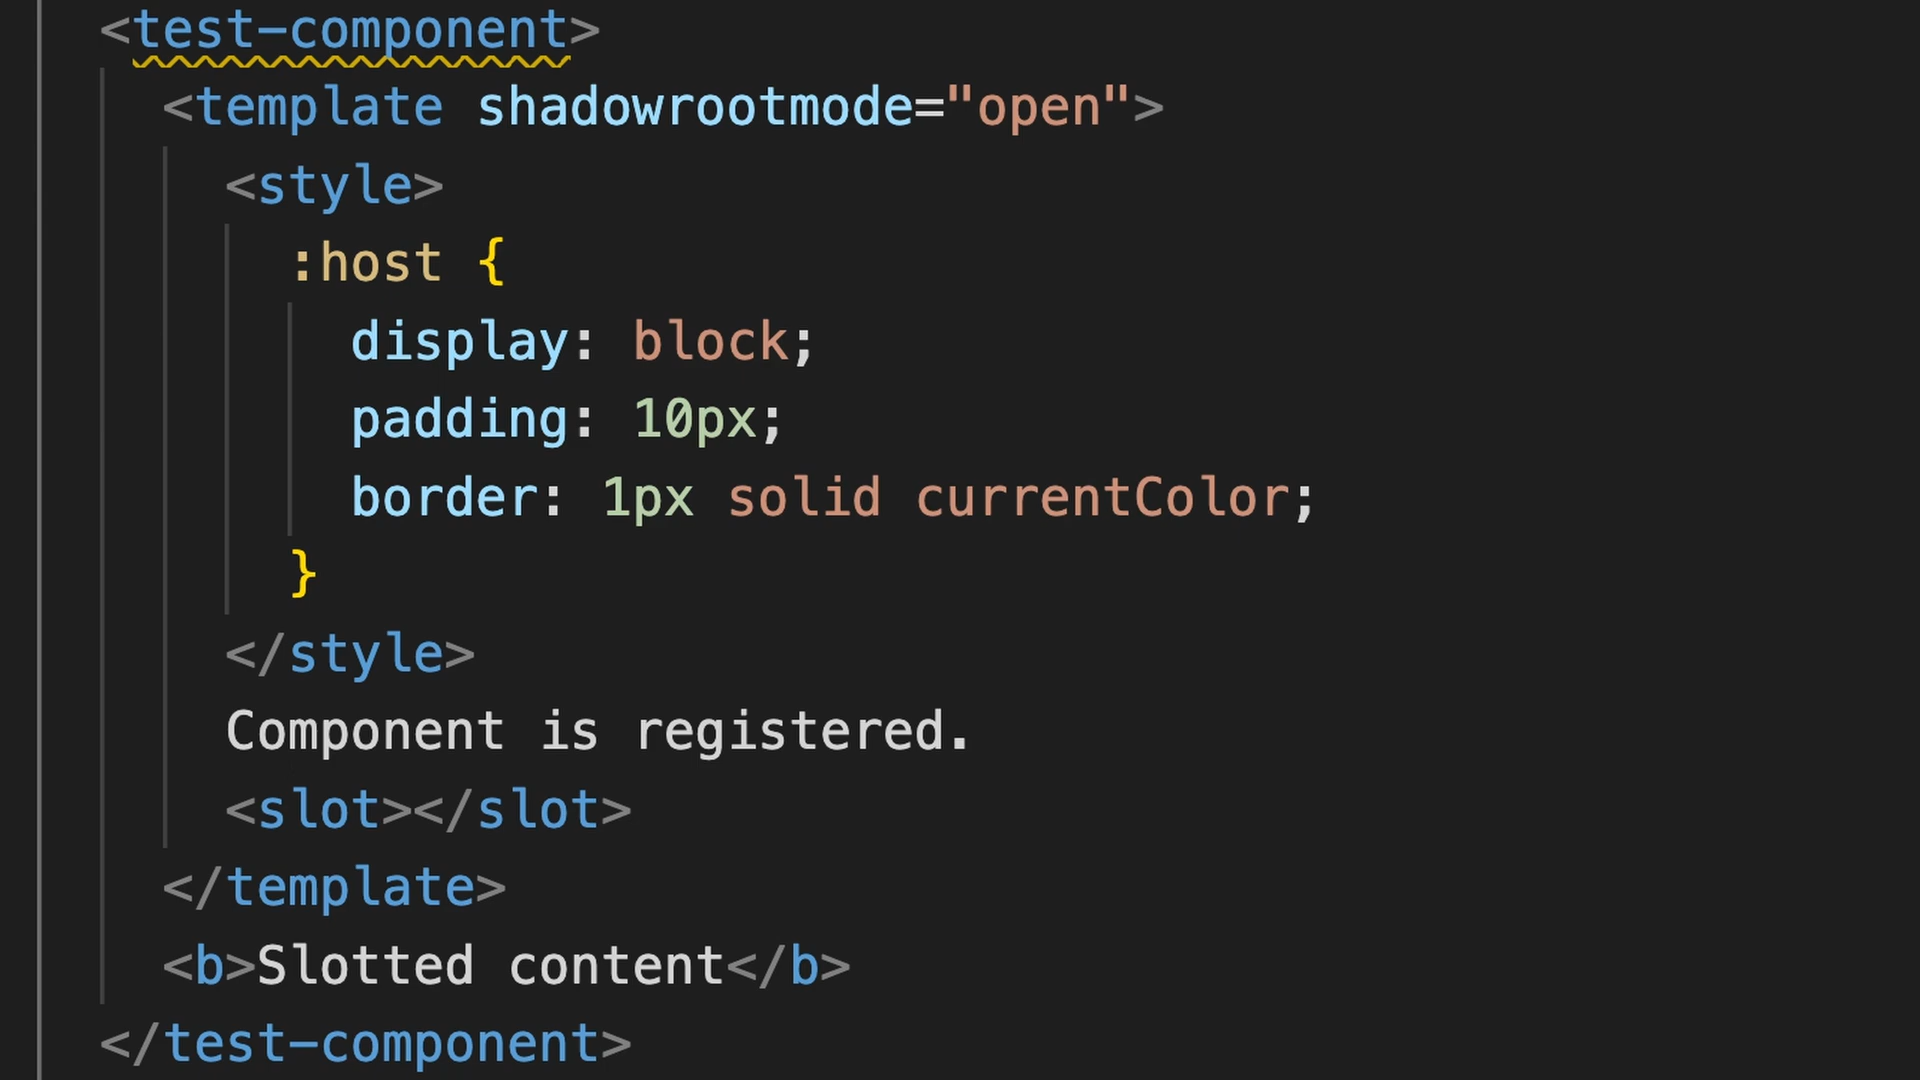 <test-component>
<template shadowrootmode="open">
<style>
:host {
display: block;
padding: 10px;
border: 1px solid currentColor;
}
</style>
Component is registered.
<slot></slot>
</template>
<b>Slotted content</b>
</test-component>